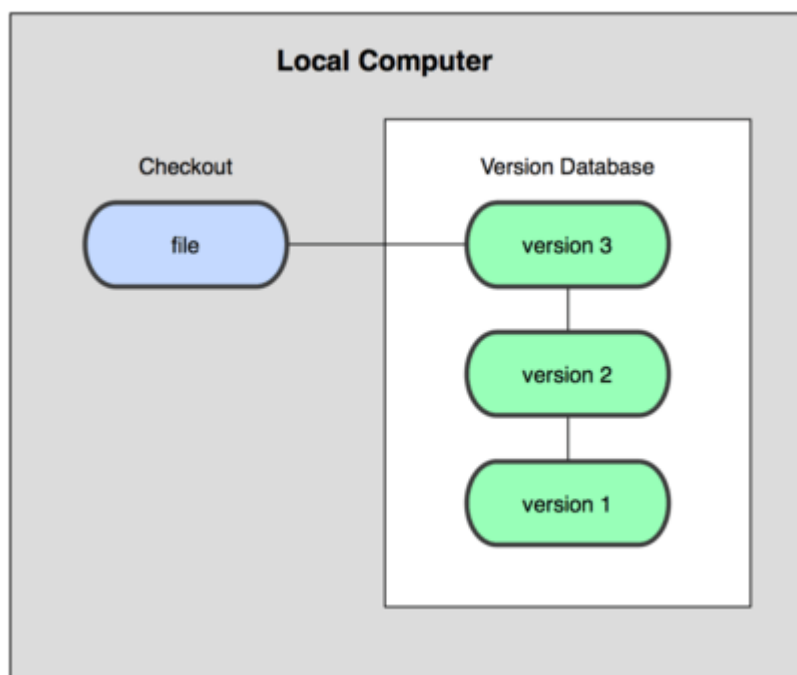 Local Computer
Checkout
Version Database
file
version 3
version 2
version 1